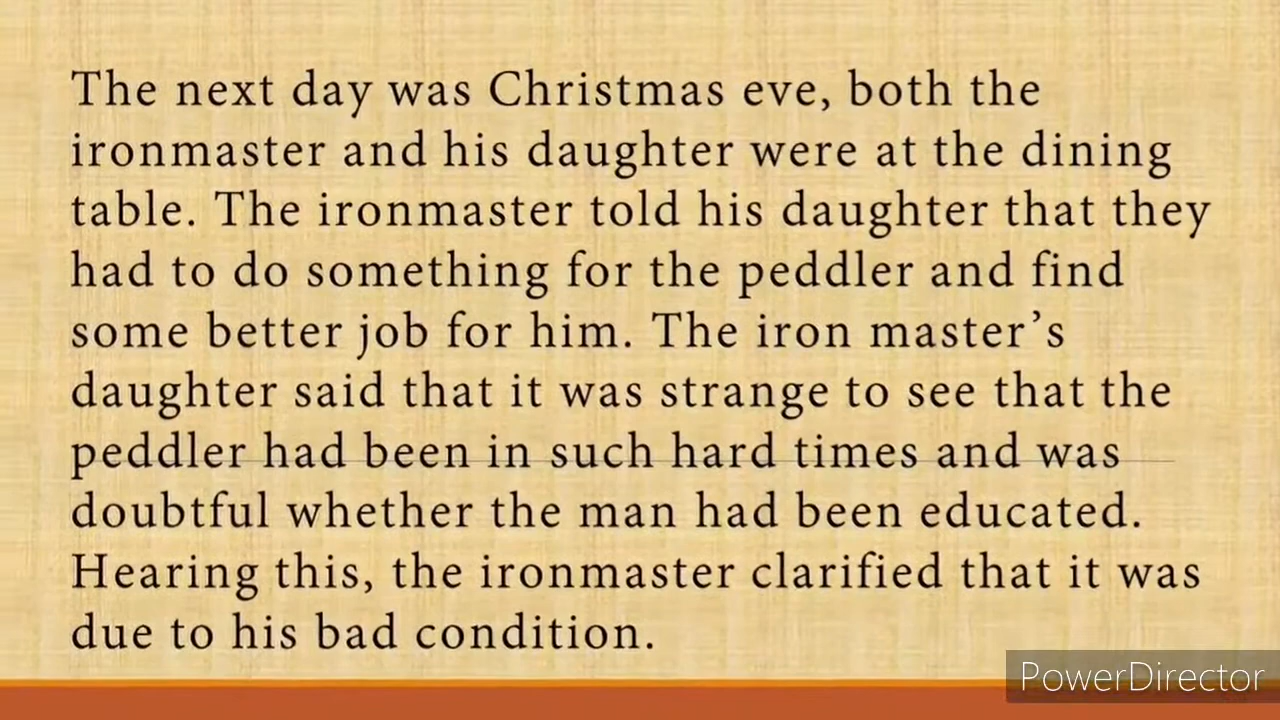 The next day was Christmas eve, both the
ironmaster and his daughter were at the dining
table. The ironmaster told his daughter that they
had to do something for the peddler and find
some better job for him. The iron master’s
daughter said that it was strange to see that the
peddler had been in such hard times and was
doubtful whether the man had been educated.
Hearing this, the ironmaster clarified that it was
due to his bad condition.
PowerDirector